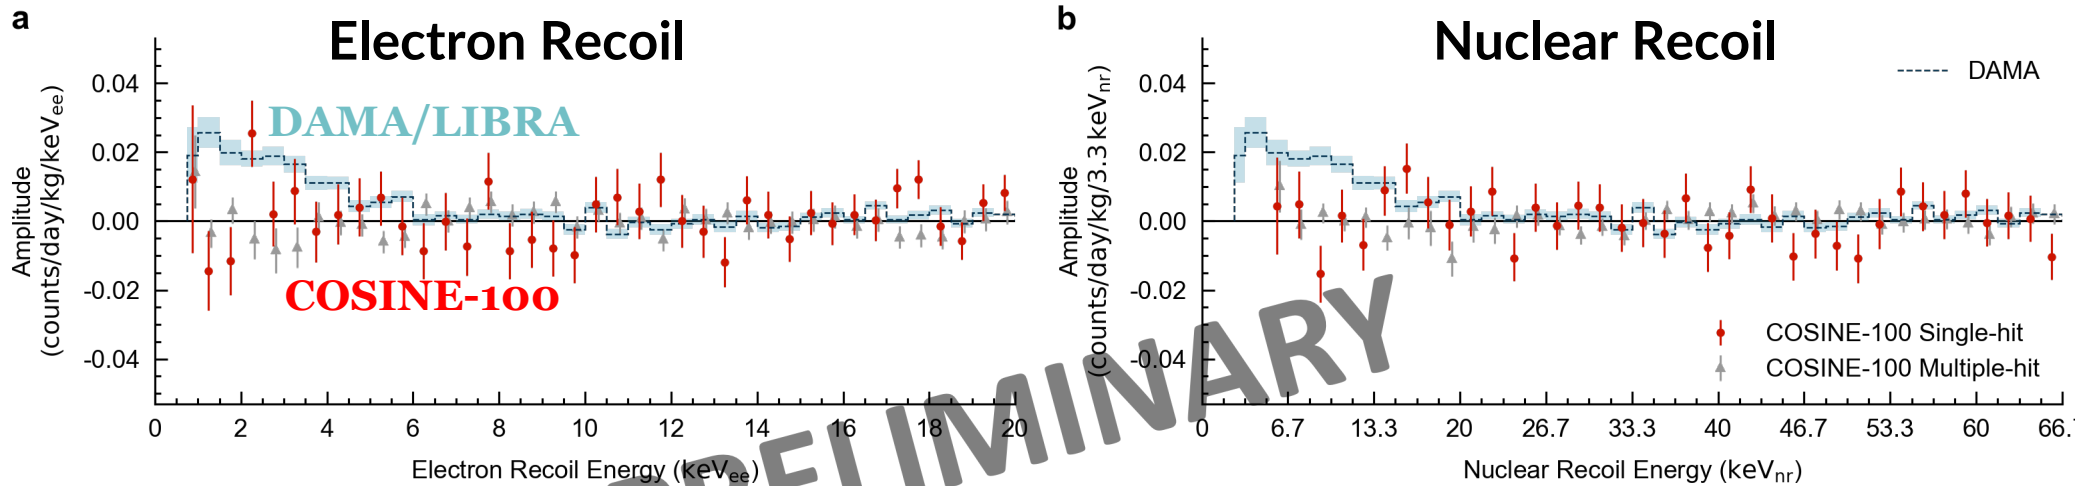 a
Electron Recoil
0.04
0.02
0.00
-0.02
-0.04
Amplitude
(counts/day/kg/keVee)
DAMA/LIBRA
COSINE-100
0 2 4 6 8 10 12 14 16 18 20
Electron Recoil Energy (keVee)
b
Nuclear Recoil
DAMA
0.04
0.02
0.00
-0.02
-0.04
Amplitude
(counts/day/kg/3.3 keVnr)
COSINE-100 Single-hit
COSINE-100 Multiple-hit
0 6.7 13.3 20 26.7 33.3 40 46.7 53.3 60 66.7
Nuclear Recoil Energy (keVnr)
PRELIMINARY